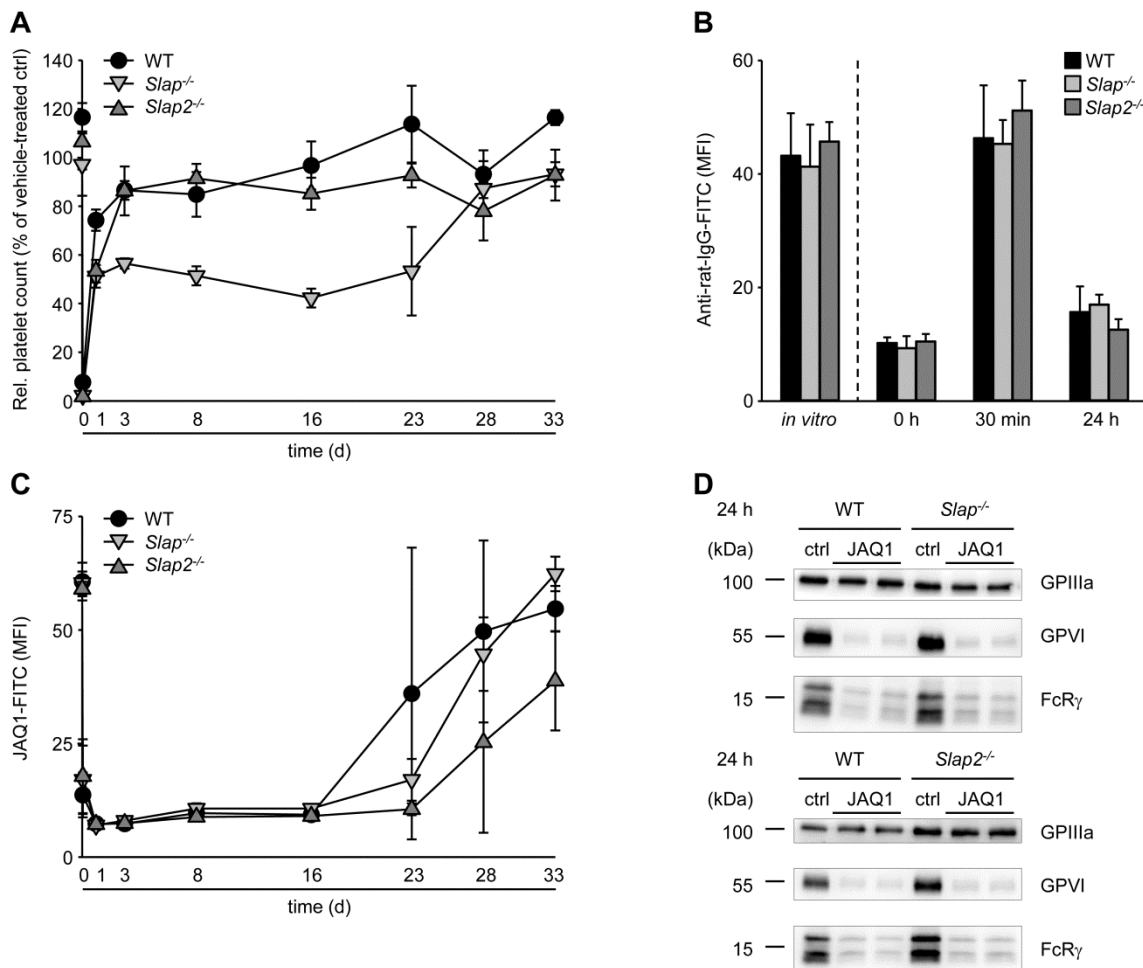 A
Rel. platelet count (% of vehicle-treated ctrl)
140
120
100
80
60
40
20
0
WT
Slap-/-
Slap2-/-
0 1 3 8 16 23 28 33
time (d)
B
Anti-rat-IgG-FITC (MFI)
60
40
20
0
WT
Slap-/-
Slap2-/-
in vitro 0 h 30 min 24 h
C
JAQ1-FITC (MFI)
75
50
25
0
WT
Slap-/-
Slap2-/-
0 1 3 8 16 23 28 33
time (d)
D
24 h WT Slap-/-
(kDa) ctrl JAQ1 ctrl JAQ1
100 GPIIIa
55 GPVI
15 FcRγ
24 h WT Slap2-/-
(kDa) ctrl JAQ1 ctrl JAQ1
100 GPIIIa
55 GPVI
15 FcRγ